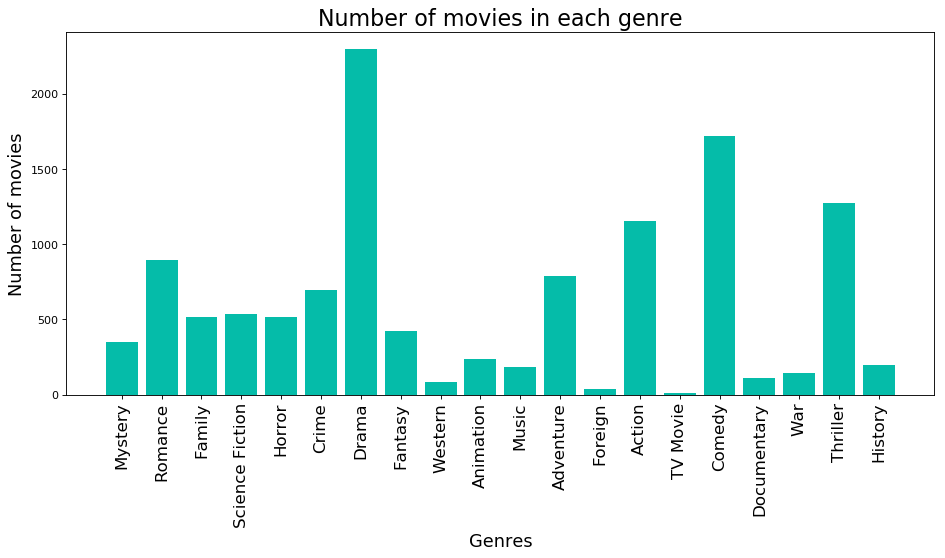 Number of movies in each genre
Number of movies
2000
1500
1000
500
0
Mystery
Romance
Family
Science Fiction
Horror
Crime
Drama
Fantasy
Western
Animation
Music
Adventure
Foreign
Action
TV Movie
Comedy
Documentary
War
Thriller
History
Genres